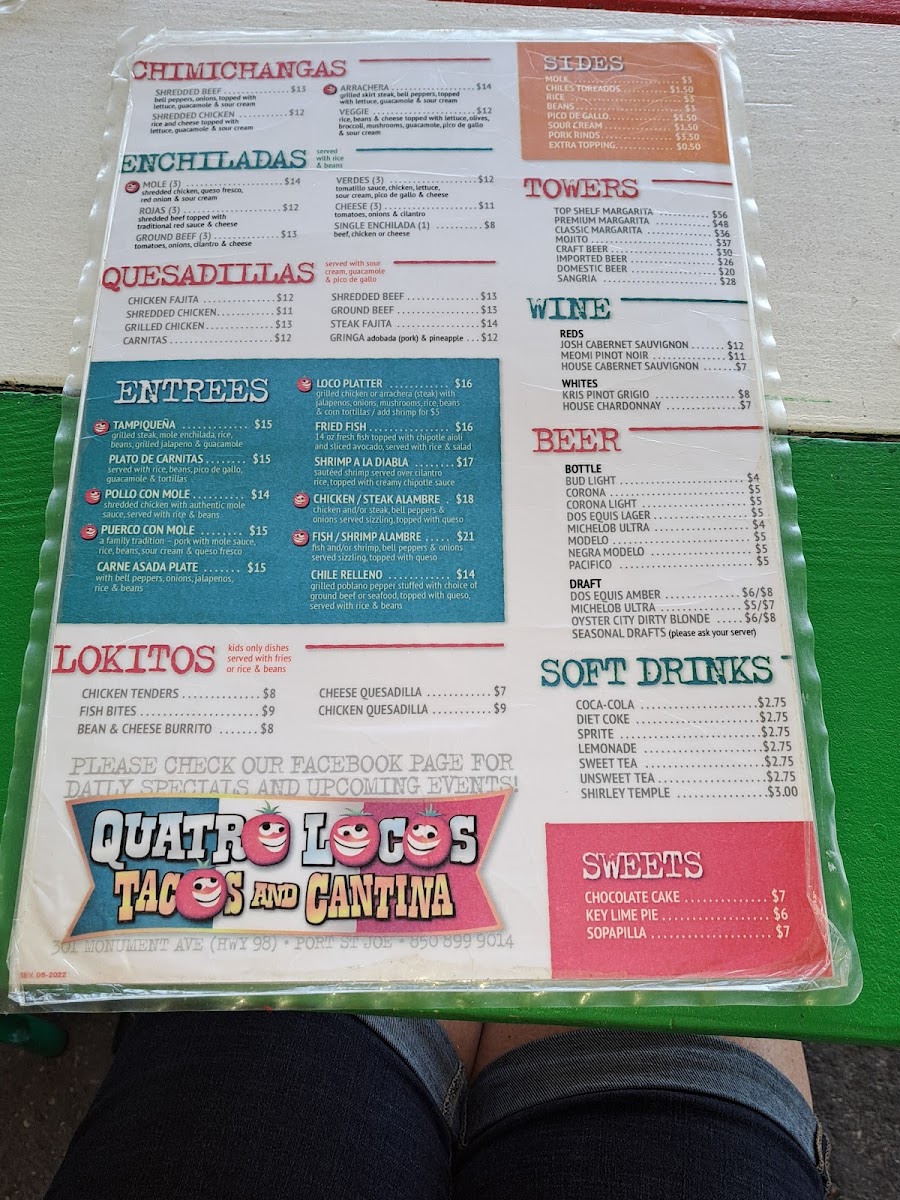 CHIMICHANGAS
SHREDDED BEEF ..................$13
bell peppers, onions, topped with
lettuce, guacamole & sour cream
SHREDDED CHICKEN ..............$12
rice and cheese topped with
lettuce, guacamole & sour cream
ARRACHERA ..........................$14
grilled skirt steak, bell peppers, topped
with lettuce, guacamole & sour cream
VEGGIE ..............................$12
rice, beans & cheese topped with lettuce, olives,
broccoli, mushrooms, guacamole, pico de gallo
& sour cream
ENCHILADAS
served
with rice
& beans
MOLE (3) ..........................$14
shredded chicken, queso fresco,
red onion & sour cream
ROJAS (3) ..........................$12
shredded beef topped with
traditional red sauce & cheese
GROUND BEEF (3) ..................$13
tomatoes, onions, cilantro & cheese
VERDES (3) ..........................$12
tomatillo sauce, chicken, lettuce,
sour cream, pico de gallo & cheese
CHEESE (3) ..........................$11
tomatoes, onions & cilantro
SINGLE ENCHILADA (1) ..............$8
beef, chicken or cheese
QUESADILLAS
served with sour
cream, guacamole
& pico de gallo
CHICKEN FAJITA ..................$12
SHREDDED CHICKEN..............$11
GRILLED CHICKEN..................$13
CARNITAS ..........................$12
SHREDDED BEEF ..................$13
GROUND BEEF ......................$13
STEAK FAJITA ......................$14
GRINGA adobada (pork) & pineapple ...$12
ENTREES
TAMPIQUEÑA ............. $15
grilled steak, mole enchilada, rice,
beans, grilled jalapeño & guacamole
PLATO DE CARNITAS ....... $15
served with rice, beans, pico de gallo,
guacamole & tortillas
POLLO CON MOLE.......... $14
shredded chicken with authentic mole
sauce, served with rice & beans
PUERCO CON MOLE ........ $15
a family tradition – pork with mole sauce,
rice, beans, sour cream & queso fresco
CARNE ASADA PLATE ....... $15
with bell peppers, onions, jalapenos,
rice & beans
LOCO PLATTER ............ $16
grilled chicken or arrachera (steak) with
jalapenos, onions, mushrooms, rice, beans
& corn tortillas / add shrimp for $5
FRIED FISH ................ $16
14 oz fresh fish topped with chipotle aioli
and sliced avocado, served with rice & salad
SHRIMP A LA DIABLA ........$17
sautéed shrimp served over cilantro
rice, topped with creamy chipotle sauce
CHICKEN / STEAK ALAMBRE . $18
chicken and/or steak, bell peppers &
onions served sizzling, topped with queso
FISH / SHRIMP ALAMBRE ..... $21
fish and/or shrimp, bell peppers & onions
served sizzling, topped with queso
CHILE RELLENO ............ $14
grilled poblano pepper stuffed with choice of
ground beef or seafood, topped with queso,
served with rice & beans
LOKITOS
kids only dishes
served with fries
or rice & beans
CHICKEN TENDERS ..............$8
FISH BITES ......................$9
BEAN & CHEESE BURRITO .......$8
CHEESE QUESADILLA ...........$7
CHICKEN QUESADILLA ...........$9
PLEASE CHECK OUR FACEBOOK PAGE FOR
DAILY SPECIALS AND UPCOMING EVENTS!
QUATRO LOCOS
TACOS AND CANTINA
301 MONUMENT AVE (HWY 98) • PORT ST JOE • 850 899 9014
REV. 06-2022
SIDES
MOLE ..........................$3
CHILES TOREADOS...........$1.50
RICE ..........................$3
BEANS ..........................$3
PICO DE GALLO..............$1.50
SOUR CREAM ..................$1.50
PORK RINDS ..................$3.50
EXTRA TOPPING..............$0.50
TOWERS
TOP SHELF MARGARITA ...........$56
PREMIUM MARGARITA ...........$48
CLASSIC MARGARITA ..............$36
MOJITO ..........................$37
CRAFT BEER ......................$30
IMPORTED BEER ..................$26
DOMESTIC BEER ..................$20
SANGRIA ..........................$28
WINE
REDS
JOSH CABERNET SAUVIGNON ...... $12
MEOMI PINOT NOIR ..............$11
HOUSE CABERNET SAUVIGNON .......$7
WHITES
KRIS PINOT GRIGIO ..............$8
HOUSE CHARDONNAY ..............$7
BEER
BOTTLE
BUD LIGHT ..........................$4
CORONA ..........................$5
CORONA LIGHT ......................$5
DOS EQUIS LAGER ..................$5
MICHELOB ULTRA ..................$4
MODELO ..........................$5
NEGRA MODELO ......................$5
PACIFICO ..........................$5
DRAFT
DOS EQUIS AMBER ..............$6/$8
MICHELOB ULTRA ..............$5/$7
OYSTER CITY DIRTY BLONDE .....$6/$8
SEASONAL DRAFTS (please ask your server)
SOFT DRINKS
COCA-COLA ......................$2.75
DIET COKE ......................$2.75
SPRITE ..........................$2.75
LEMONADE ......................$2.75
SWEET TEA ......................$2.75
UNSWEET TEA..................$2.75
SHIRLEY TEMPLE ..............$3.00
SWEETS
CHOCOLATE CAKE .............. $7
KEY LIME PIE.................. $6
SOPAPILLA .................... $7